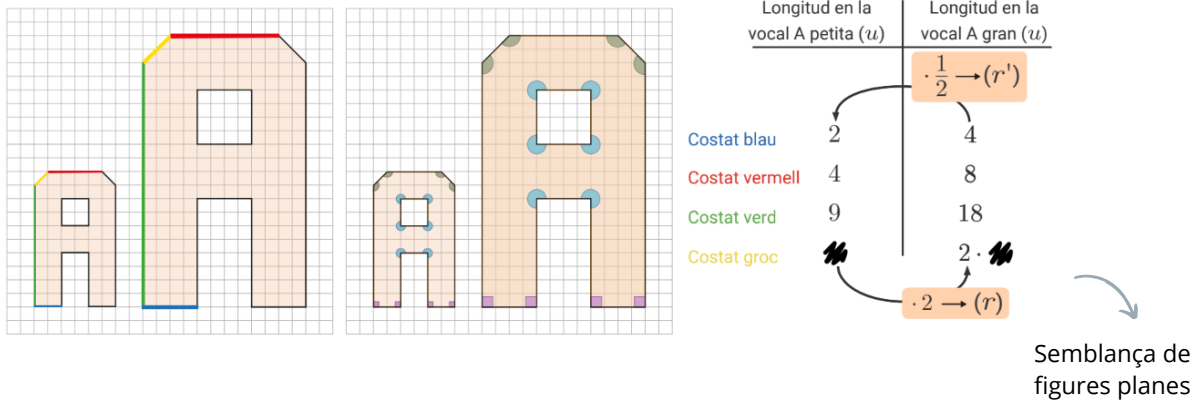 Longitud en la
vocal A petita (u)
Longitud en la
vocal A gran (u)
· 1/2 → (r')
Costat blau 2 4
Costat vermell 4 8
Costat verd 9 18
Costat groc 2 ·
· 2 → (r)
Semblança de
figures planes